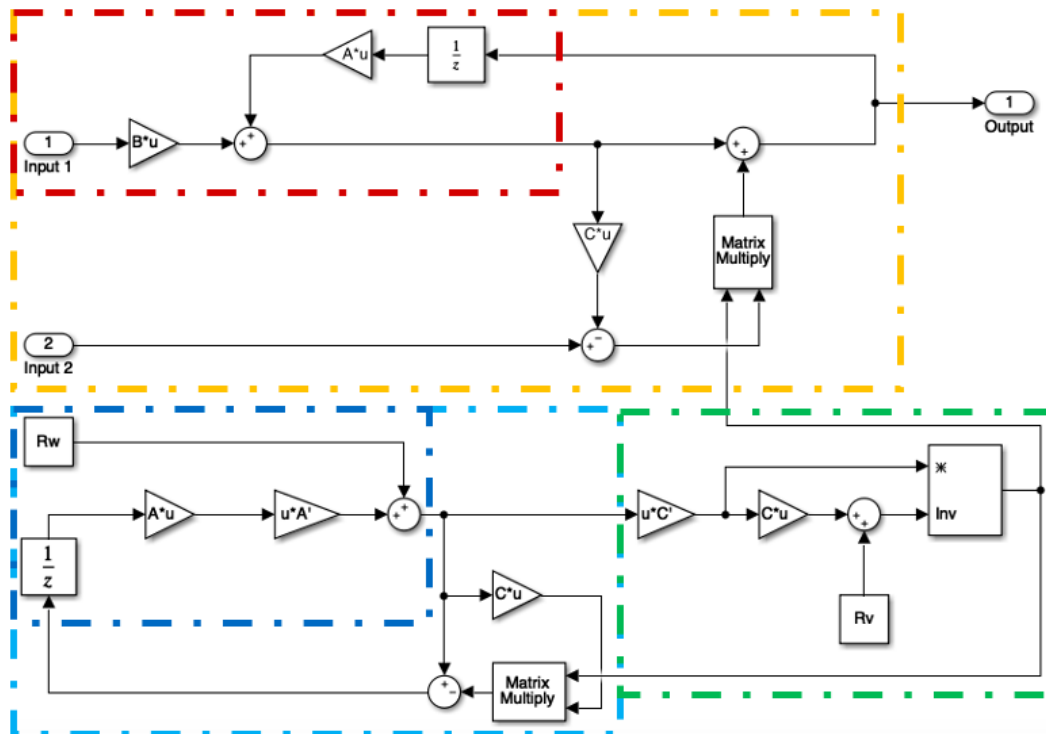 A*u
1
z
1
Input 1
B*u
+
+
+
+
1
Output
C*u
Matrix
Multiply
2
Input 2
+
−
Rw
+
+
A*u
u*A'
1
z
u*C'
C*u
+
+
*
Inv
Rv
C*u
+
−
Matrix
Multiply